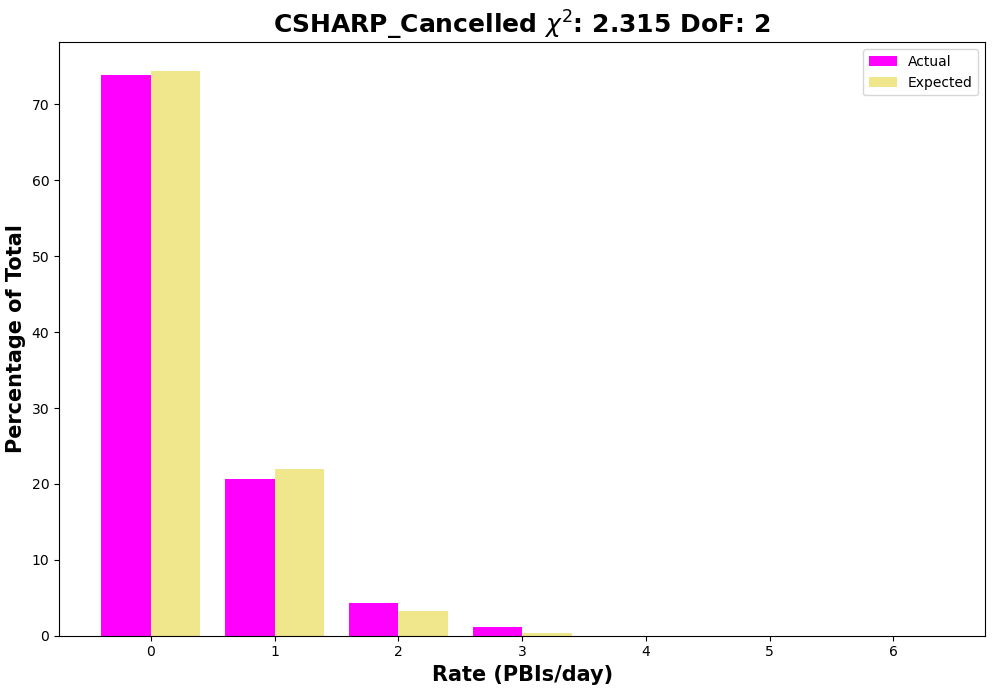 CSHARP_Cancelled χ²: 2.315 DoF: 2
Actual
Expected
Percentage of Total
70
60
50
40
30
20
10
0
0 1 2 3 4 5 6
Rate (PBIs/day)